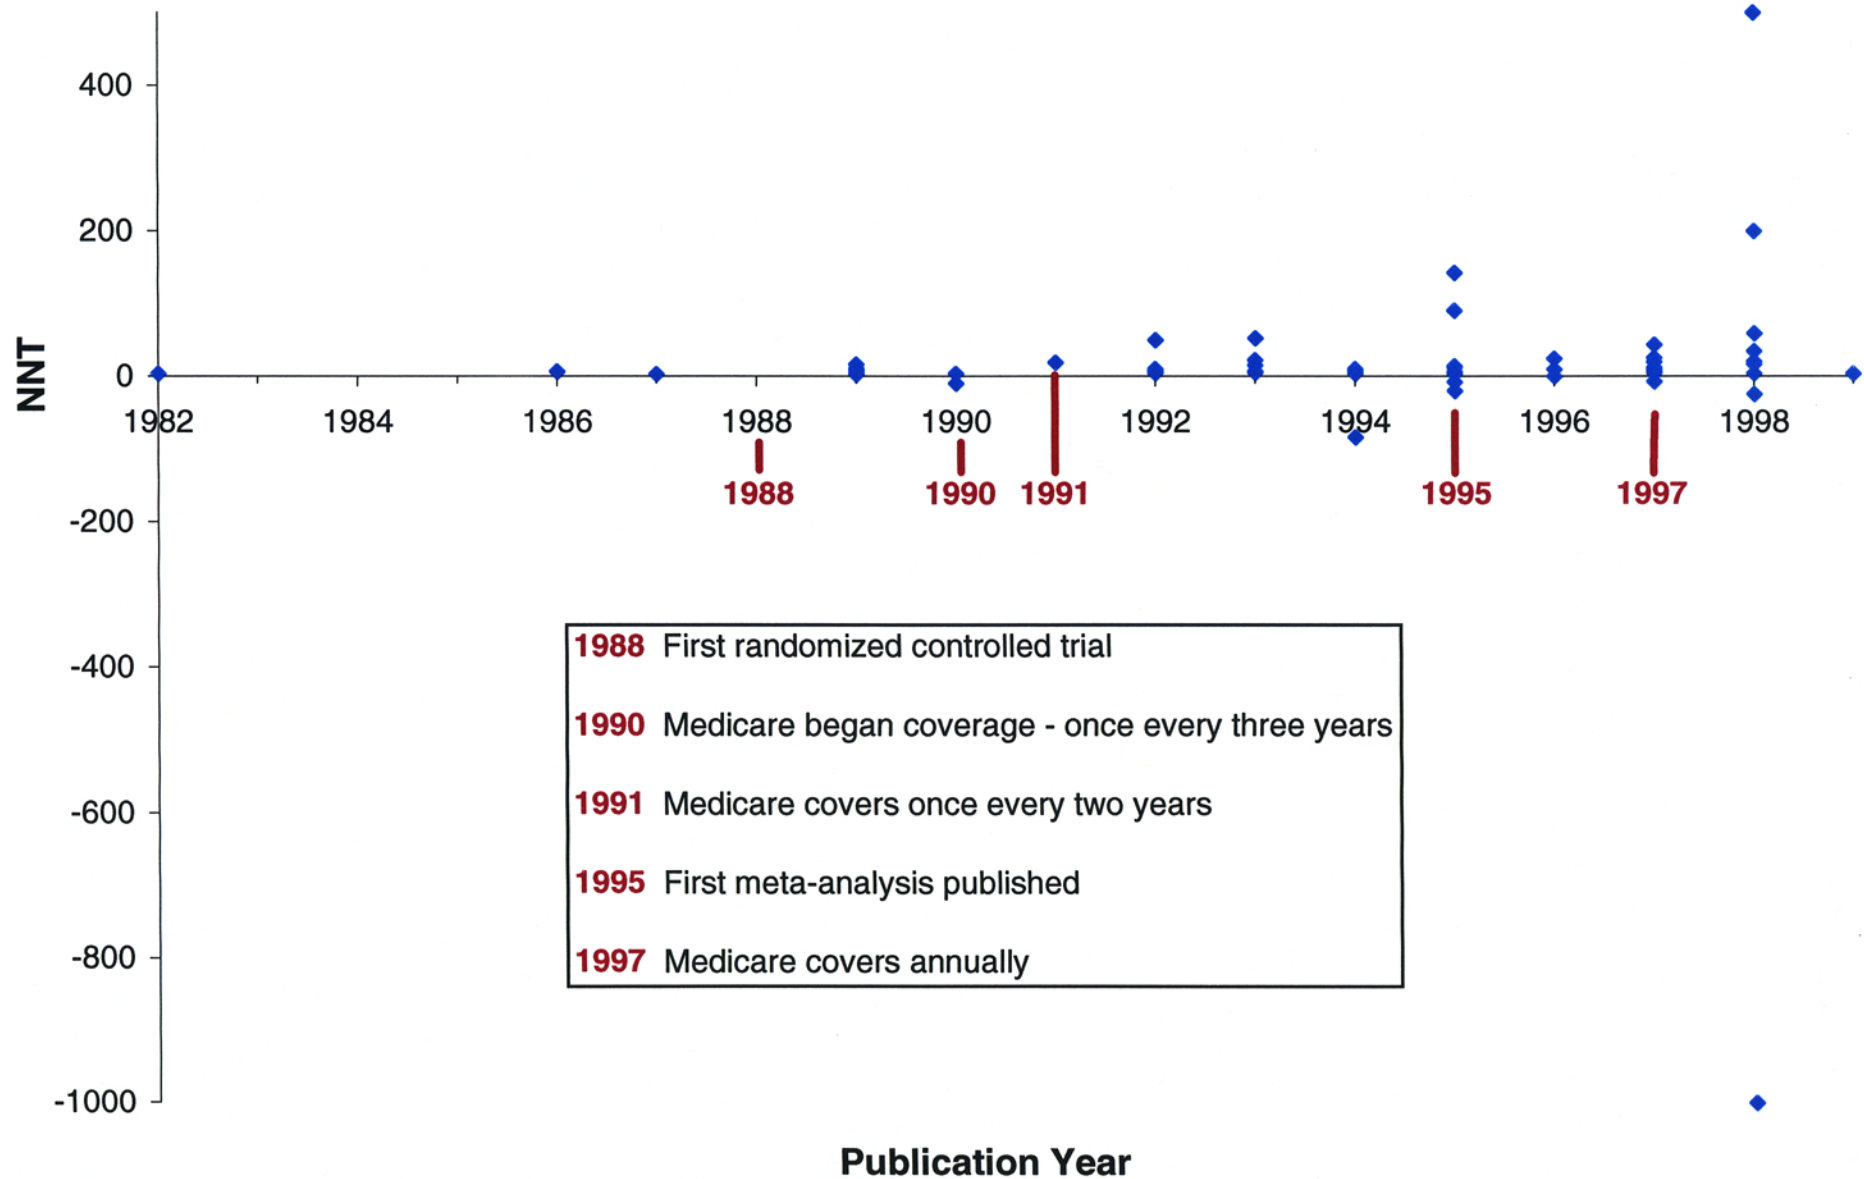 400
200
0
-200
-400
-600
-800
-1000
NNT
1982 1984 1986 1988 1990 1992 1994 1996 1998
1988 1990 1991 1995 1997
1988 First randomized controlled trial
1990 Medicare began coverage - once every three years
1991 Medicare covers once every two years
1995 First meta-analysis published
1997 Medicare covers annually
Publication Year